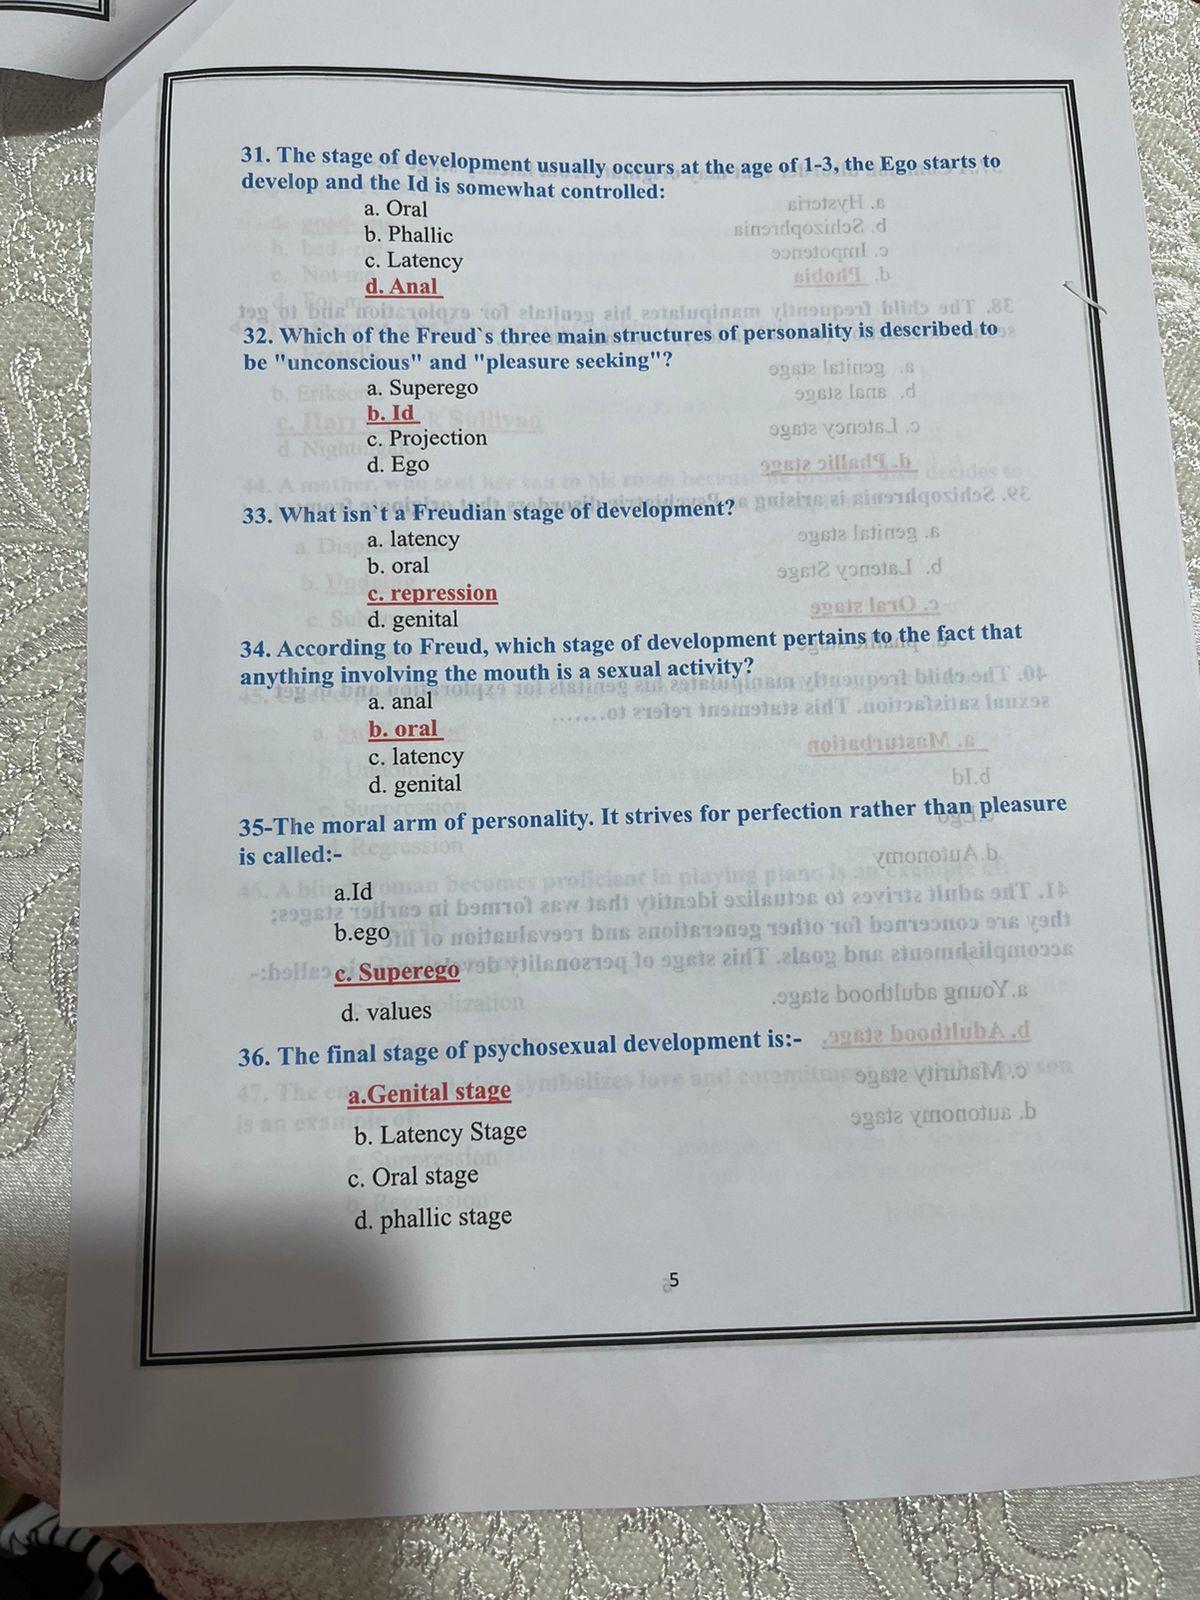 31. The stage of development usually occurs at the age of 1-3, the Ego starts to
develop and the Id is somewhat controlled:
a. Oral
b. Phallic
c. Latency
d. Anal
32. Which of the Freud`s three main structures of personality is described to
be "unconscious" and "pleasure seeking"?
a. Superego
b. Id
c. Projection
d. Ego
33. What isn`t a Freudian stage of development?
a. latency
b. oral
c. repression
d. genital
34. According to Freud, which stage of development pertains to the fact that
anything involving the mouth is a sexual activity?
a. anal
b. oral
c. latency
d. genital
35-The moral arm of personality. It strives for perfection rather than pleasure
is called:-
a.Id
b.ego
c. Superego
d. values
36. The final stage of psychosexual development is:-
a.Genital stage
b. Latency Stage
c. Oral stage
d. phallic stage
5